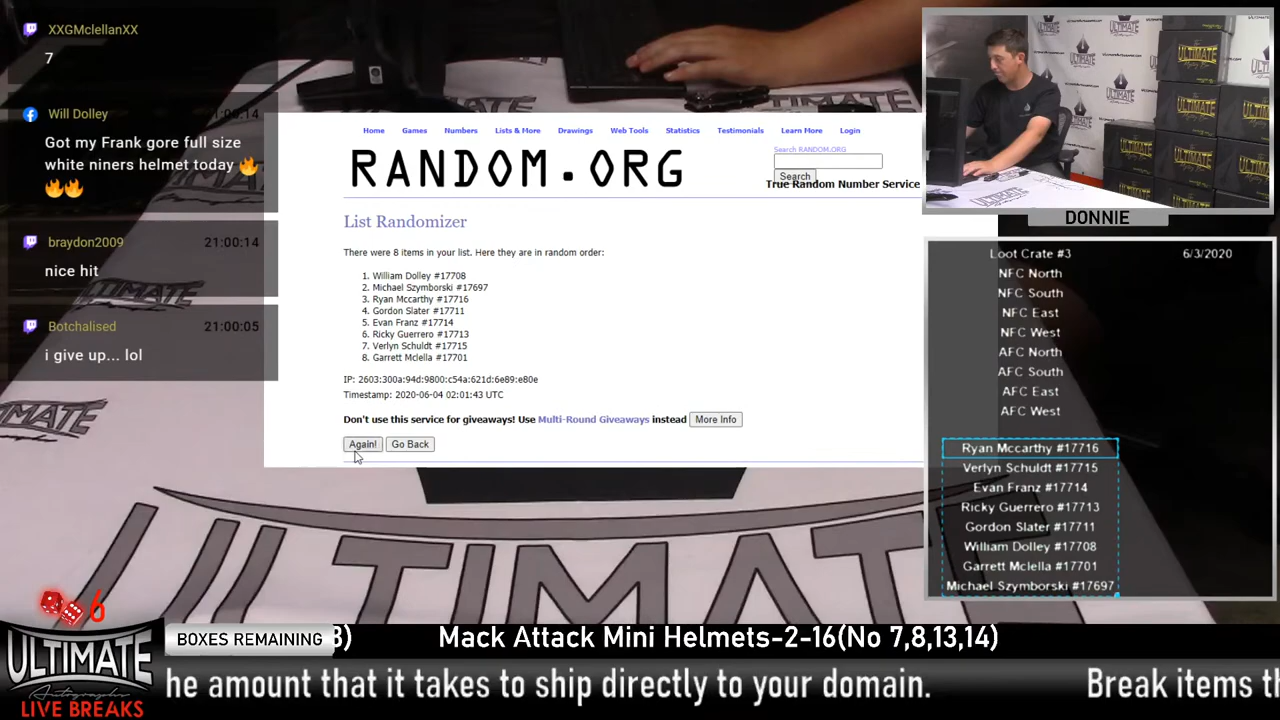 XXGMclellanXX
7
Will Dolley
Got my Frank gore full size
white niners helmet today 🔥
🔥🔥
braydon2009 21:00:14
nice hit
Botchalised 21:00:05
i give up... lol
Home Games Numbers Lists & More Drawings Web Tools Statistics Testimonials Learn More Login
RANDOM.ORG
Search RANDOM.ORG
Search
True Random Number Service
List Randomizer
There were 8 items in your list. Here they are in random order:
1. William Dolley #17708
2. Michael Szymborski #17697
3. Ryan Mccarthy #17716
4. Gordon Slater #17711
5. Evan Franz #17714
6. Ricky Guerrero #17713
7. Verlyn Schuldt #17715
8. Garrett Mclella #17701
IP: 2603:300a:94d:9800:c54a:621d:6e89:e80e
Timestamp: 2020-06-04 02:01:43 UTC
Don't use this service for giveaways! Use Multi-Round Giveaways instead More Info
Again! Go Back
ULTIMATE
DONNIE
Loot Crate #3 6/3/2020
NFC North
NFC South
NFC East
NFC West
AFC North
AFC South
AFC East
AFC West
Ryan Mccarthy #17716
Verlyn Schuldt #17715
Evan Franz #17714
Ricky Guerrero #17713
Gordon Slater #17711
William Dolley #17708
Garrett Mclella #17701
Michael Szymborski #17697
ULTIMATE
6
ULTIMATE
Autographs
LIVE BREAKS
BOXES REMAINING 3) Mack Attack Mini Helmets-2-16(No 7,8,13,14)
he amount that it takes to ship directly to your domain. Break items th